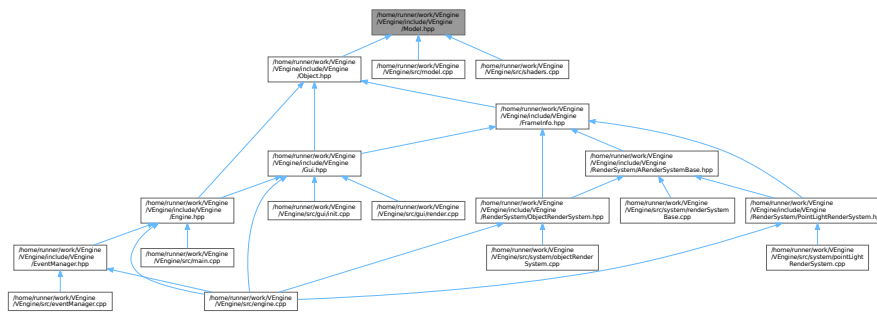 /home/runner/work/VEngine
/VEngine/include/VEngine
/Model.hpp
/home/runner/work/VEngine
/VEngine/include/VEngine
/Object.hpp
/home/runner/work/VEngine
/VEngine/src/model.cpp
/home/runner/work/VEngine
/VEngine/src/shaders.cpp
/home/runner/work/VEngine
/VEngine/include/VEngine
/FrameInfo.hpp
/home/runner/work/VEngine
/VEngine/include/VEngine
/Gui.hpp
/home/runner/work/VEngine
/VEngine/include/VEngine
/RenderSystem/ARenderSystemBase.hpp
/home/runner/work/VEngine
/VEngine/include/VEngine
/Engine.hpp
/home/runner/work/VEngine
/VEngine/src/gui/init.cpp
/home/runner/work/VEngine
/VEngine/src/gui/render.cpp
/home/runner/work/VEngine
/VEngine/include/VEngine
/RenderSystem/ObjectRenderSystem.hpp
/home/runner/work/VEngine
/VEngine/src/system/renderSystem
Base.cpp
/home/runner/work/VEngine
/VEngine/include/VEngine
/RenderSystem/PointLightRenderSystem.h
/home/runner/work/VEngine
/VEngine/include/VEngine
/EventManager.hpp
/home/runner/work/VEngine
/VEngine/src/main.cpp
/home/runner/work/VEngine
/VEngine/src/system/objectRender
System.cpp
/home/runner/work/VEngine
/VEngine/src/system/pointLight
RenderSystem.cpp
/home/runner/work/VEngine
/VEngine/src/eventManager.cpp
/home/runner/work/VEngine
/VEngine/src/engine.cpp